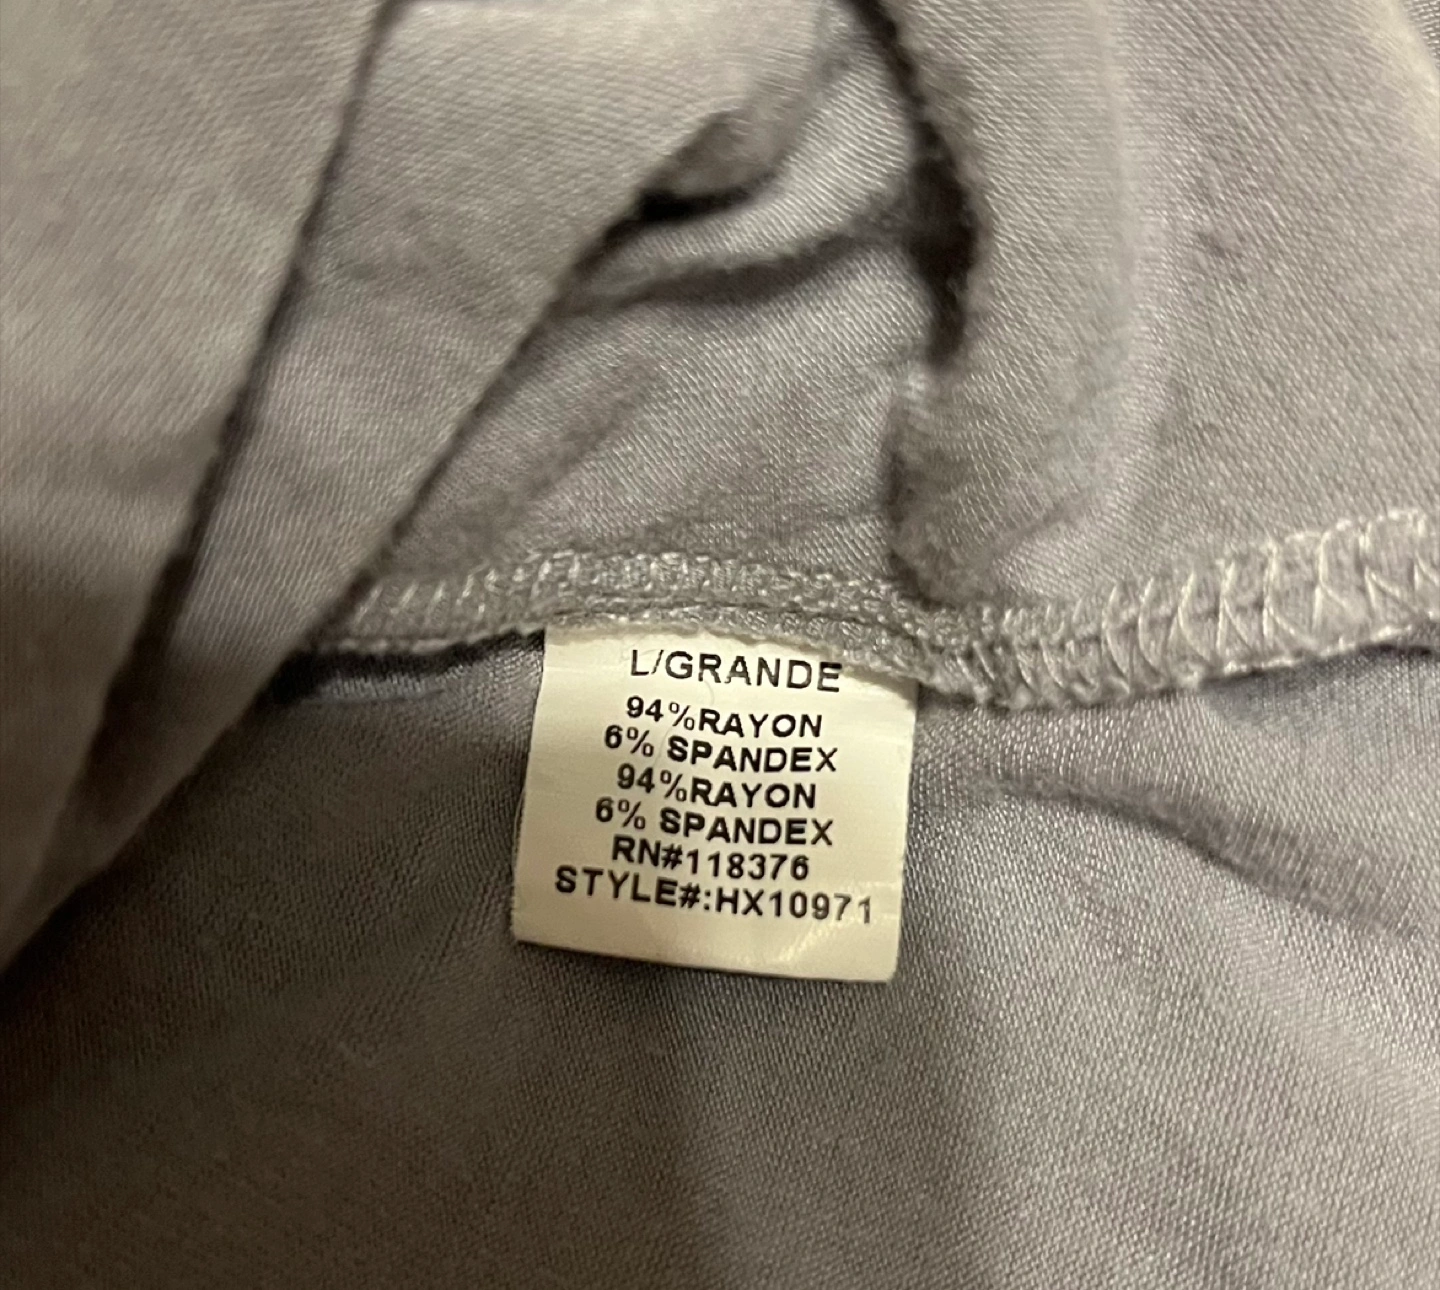 L/GRANDE
94%RAYON
6% SPANDEX
94%RAYON
6% SPANDEX
RN#118376
STYLE#:HX10971